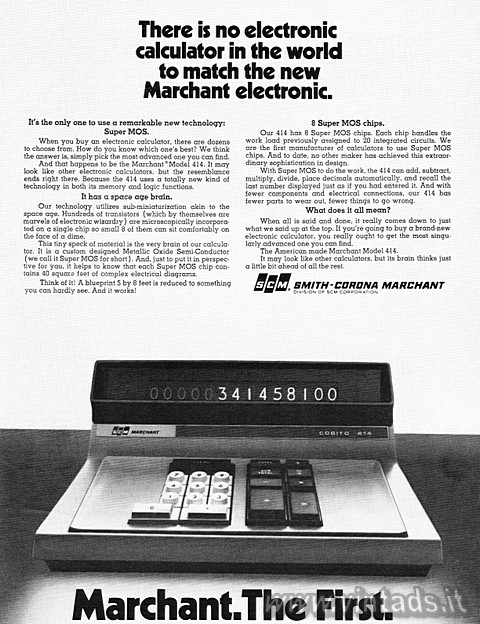 There is no electronic
calculator in the world
to match the new
Marchant electronic.
It's the only one to use a remarkable new technology:
Super MOS.
When you buy an electronic calculator, there are dozens
to choose from. How do you know which one's best? We think
the answer is, simply pick the most advanced one you can find.
And that happens to be the Marchant® Model 414. It may
look like other electronic calculators, but the resemblance
ends right there. Because the 414 uses a totally new kind of
technology in both its memory and logic functions.
It has a space age brain.
Our technology utilizes sub-miniaturization akin to the
space age. Hundreds of transistors (which by themselves are
marvels of electronic wizardry) are microscopically incorpora-
ted on a single chip so small 8 of them can sit comfortably on
the face of a dime.
This tiny speck of material is the very brain of our calcula-
tor. It is a custom designed Metallic Oxide Semi-Conductor
(we call it Super MOS for short). And, just to put it in perspec-
tive for you, it helps to know that each Super MOS chip con-
tains 40 square feet of complex electrical diagrams.
Think of it! A blueprint 5 by 8 feet is reduced to something
you can hardly see. And it works!
8 Super MOS chips.
Our 414 has 8 Super MOS chips. Each chip handles the
work load previously assigned to 20 integrated circuits. We
are the first manufacturer of calculators to use Super MOS
chips. And to date, no other maker has achieved this extraor-
dinary sophistication in design.
With Super MOS to do the work, the 414 can add, subtract,
multiply, divide, place decimals automatically, and recall the
last number displayed just as if you had entered it. And with
fewer components and electrical connections, our 414 has
fewer parts to wear out, fewer things to go wrong.
What does it all mean?
When all is said and done, it really comes down to just
what we said up at the top. If you're going to buy a brand-new
electronic calculator, you really ought to get the most singu-
larly advanced one you can find.
The American made Marchant Model 414.
It may look like other calculators, but its brain thinks just
a little bit ahead of all the rest.
SCM SMITH-CORONA MARCHANT
DIVISION OF SCM CORPORATION
00000341458100
SCM MARCHANT
COGITO 414
Marchant. The First.
www.vintads.it